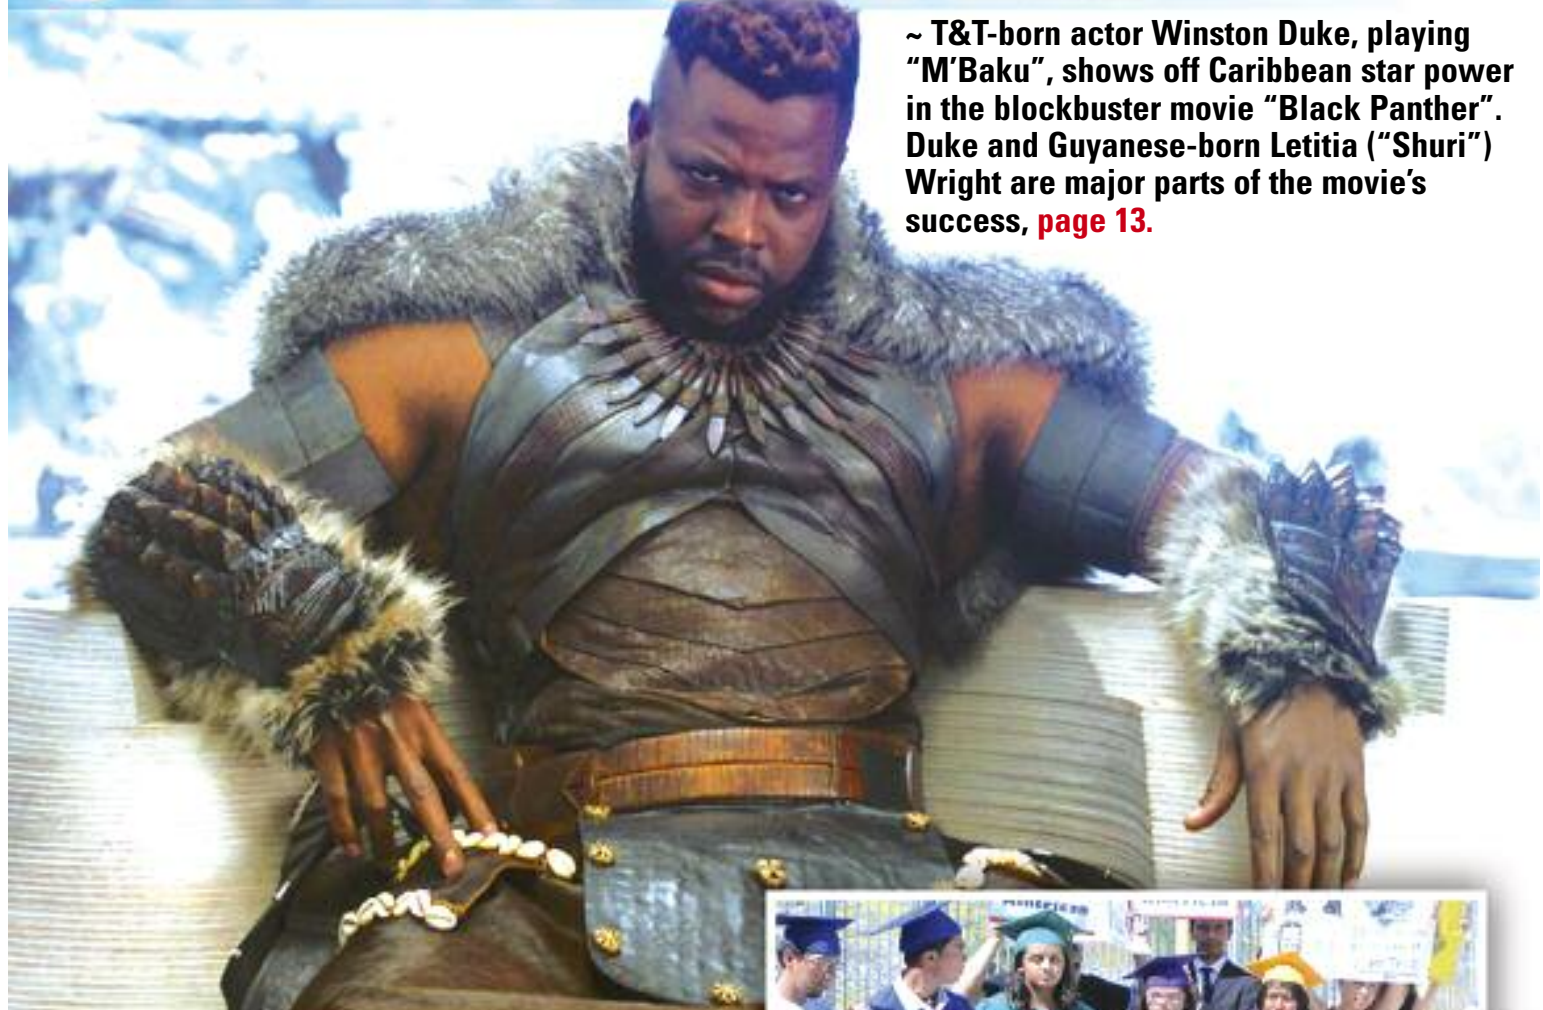 ~ T&T-born actor Winston Duke, playing
“M’Baku”, shows off Caribbean star power
in the blockbuster movie “Black Panther”.
Duke and Guyanese-born Letitia (“Shuri”)
Wright are major parts of the movie’s
success, page 13.
American